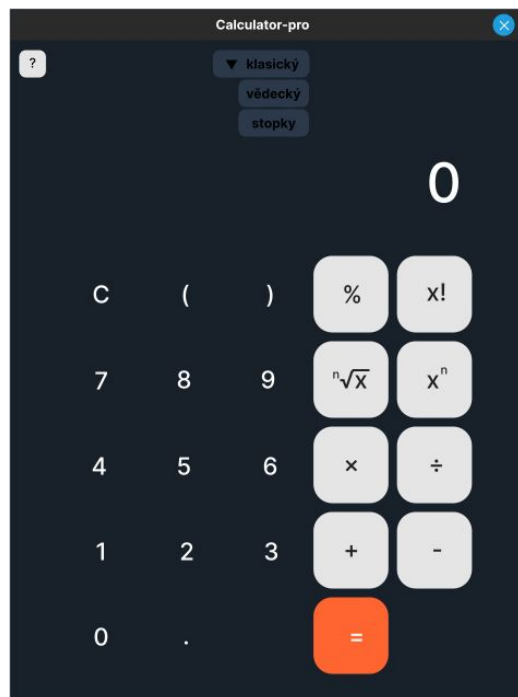 Calculator-pro
?
▼ klasický
vědecký
stopky
0
C ( ) % x!
7 8 9 ⁿ√x xⁿ
4 5 6 × ÷
1 2 3 + -
0 . =